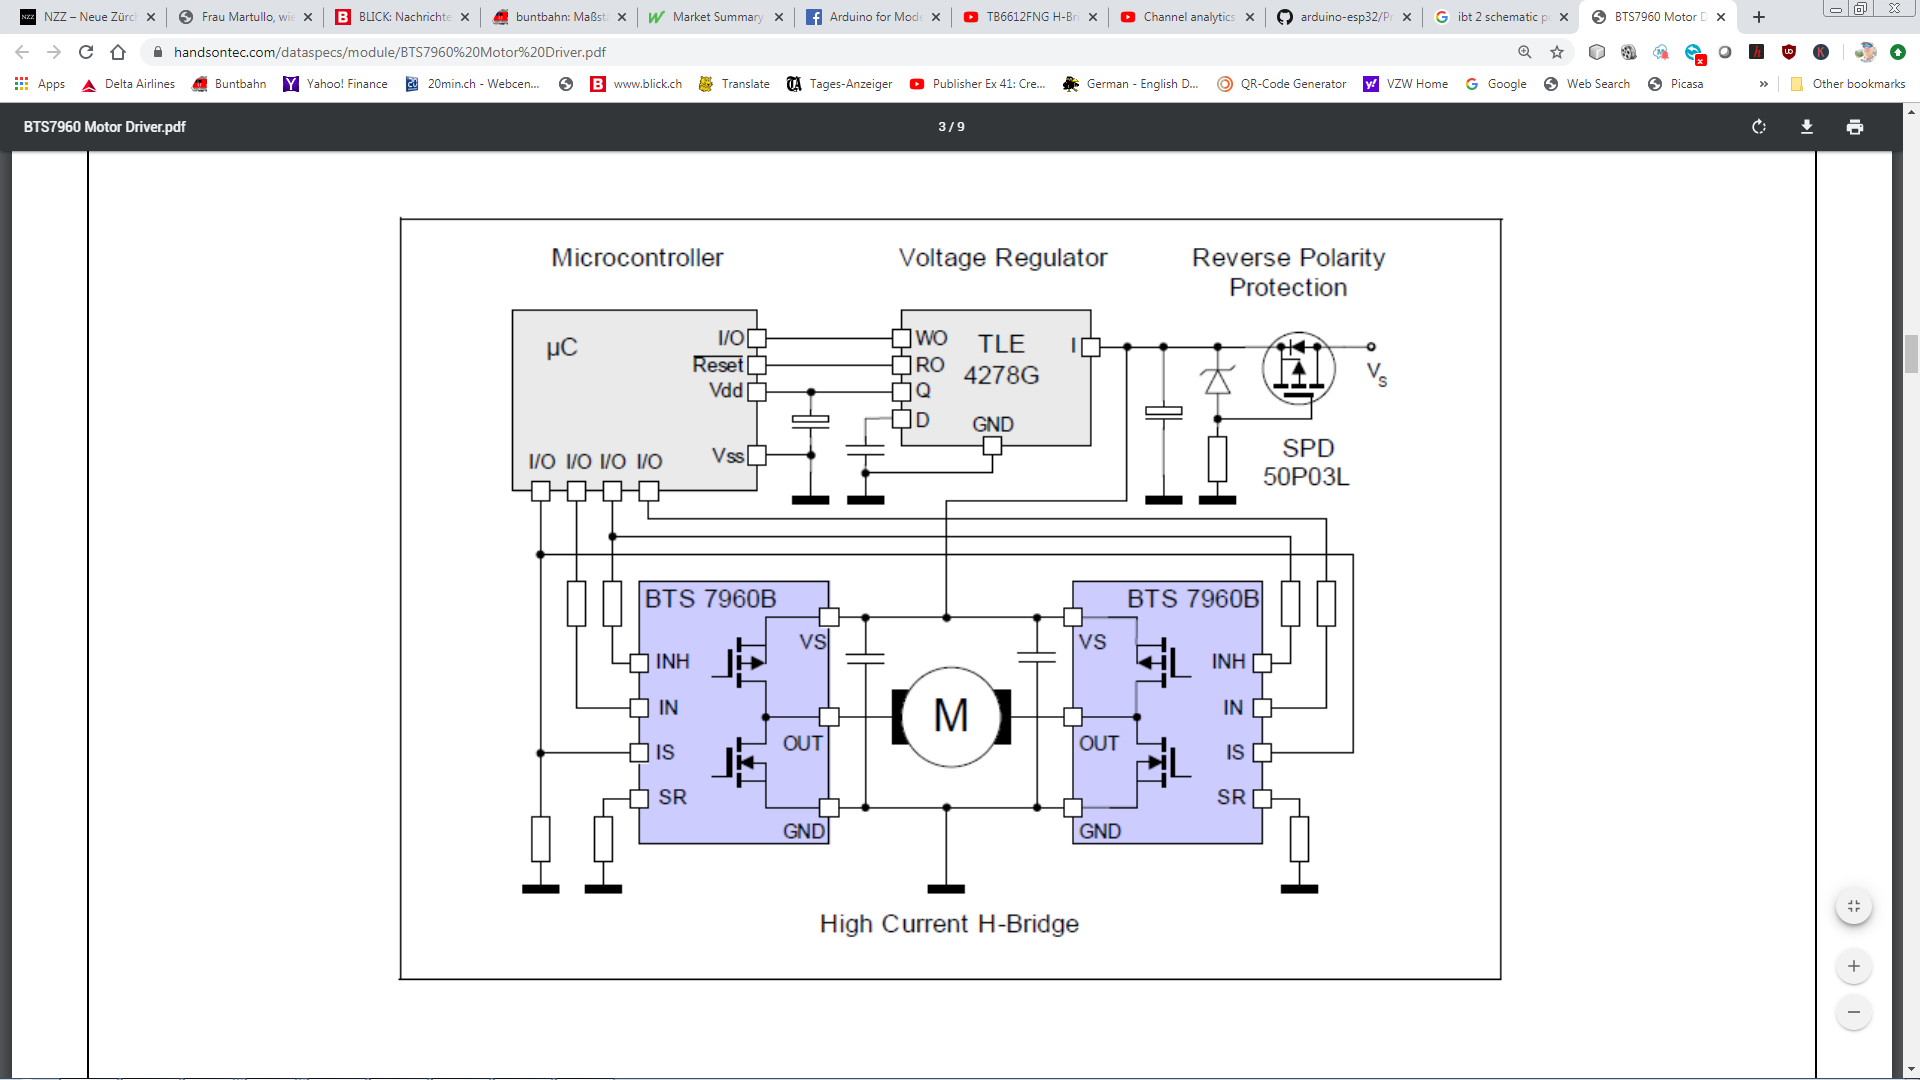 NZZ – Neue Zürc
Frau Martullo, wie
BLICK: Nachrichte
buntbahn: Maßsta
Market Summary
Arduino for Mode
TB6612FNG H-Bri
Channel analytics
arduino-esp32/Pr
ibt 2 schematic p
BTS7960 Motor D
handsontec.com/dataspecs/module/BTS7960%20Motor%20Driver.pdf
Apps
Delta Airlines
Buntbahn
Yahoo! Finance
20min.ch - Webcen...
www.blick.ch
Translate
Tages-Anzeiger
Publisher Ex 41: Cre...
German - English D...
QR-Code Generator
VZW Home
Google
Web Search
Picasa
»
Other bookmarks
BTS7960 Motor Driver.pdf
3 / 9
Microcontroller
Voltage Regulator
Reverse Polarity
Protection
µC
I/O
Reset
Vdd
Vss
I/O I/O I/O I/O
WO
RO
Q
D
TLE
4278G
I
GND
VS
SPD
50P03L
BTS 7960B
VS
INH
IN
IS
SR
OUT
GND
M
BTS 7960B
VS
INH
IN
IS
SR
OUT
GND
High Current H-Bridge